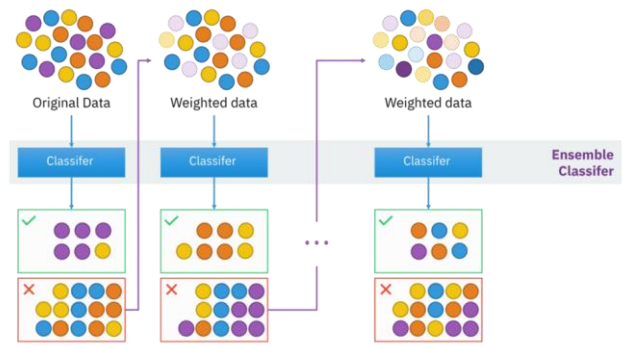 Original Data
Weighted data
Weighted data
Classifer
Classifer
Classifer
Ensemble
Classifer